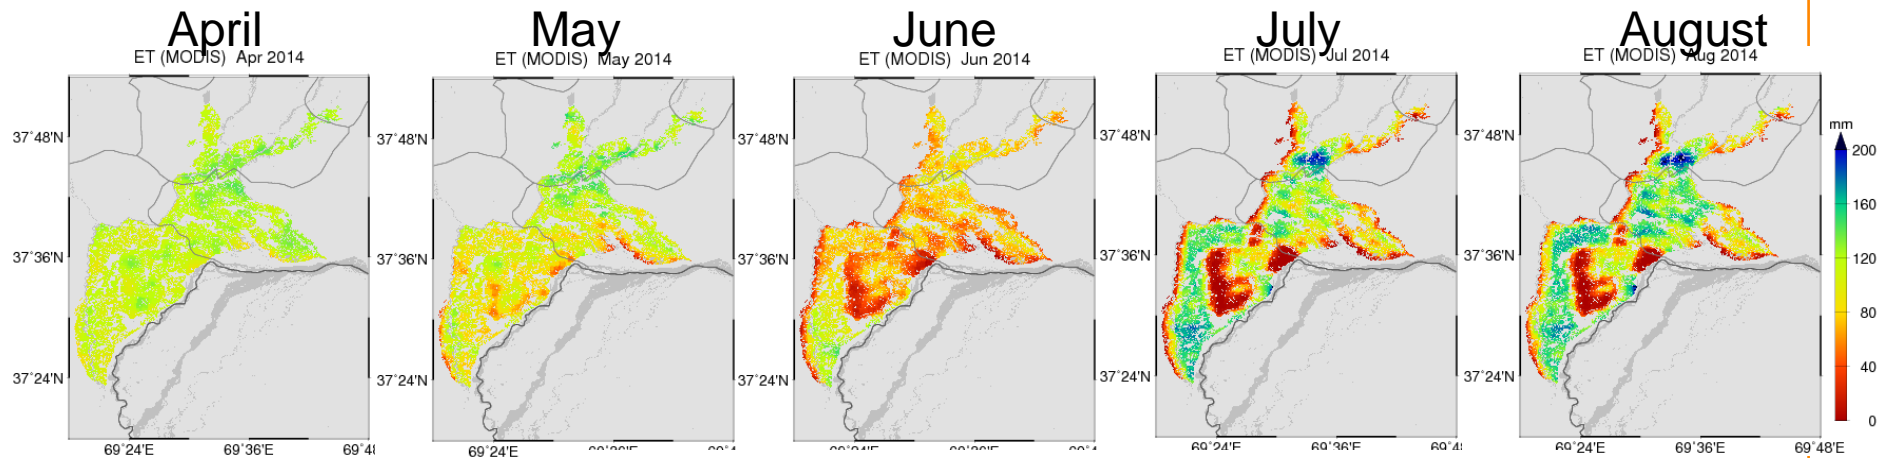 April May June July August
ET (MODIS) Apr 2014 ET (MODIS) May 2014 ET (MODIS) Jun 2014 ET (MODIS) Jul 2014 ET (MODIS) Aug 2014
mm
37°48'N 37°48'N 37°48'N 37°48'N 37°48'N 200
160
37°36'N 37°36'N 37°36'N 37°36'N 37°36'N 120
80
37°24'N 37°24'N 37°24'N 37°24'N 37°24'N 40
0
69°24'E 69°36'E 69°24'E 69°24'E 69°36'E 69°24'E 69°36'E 69°48'E